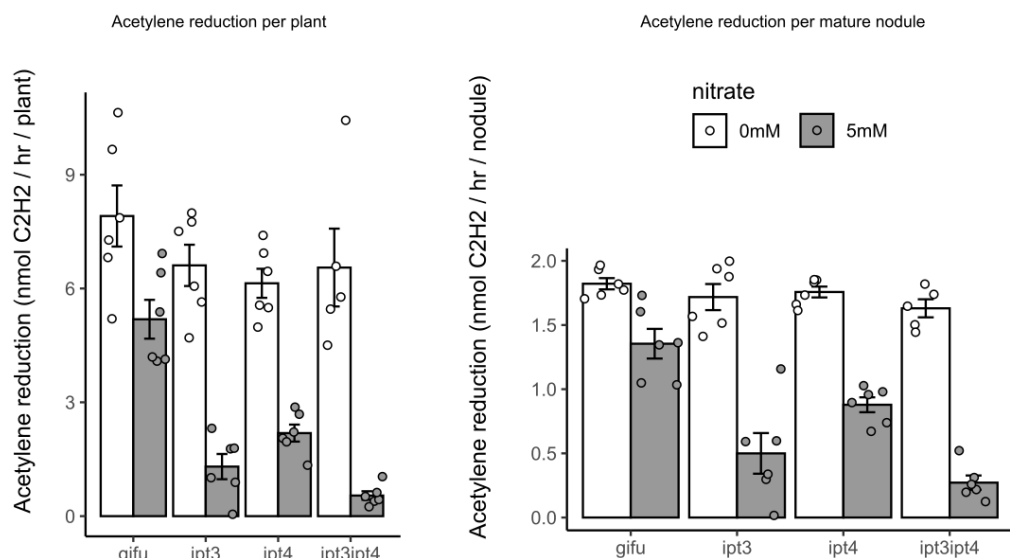 Acetylene reduction per plant
Acetylene reduction (nmol C2H2 / hr / plant)
9
6
3
0
gifu ipt3 ipt4 ipt3ipt4
Acetylene reduction per mature nodule
nitrate
0mM 5mM
Acetylene reduction (nmol C2H2 / hr / nodule)
2.0
1.5
1.0
0.5
0.0
gifu ipt3 ipt4 ipt3ipt4